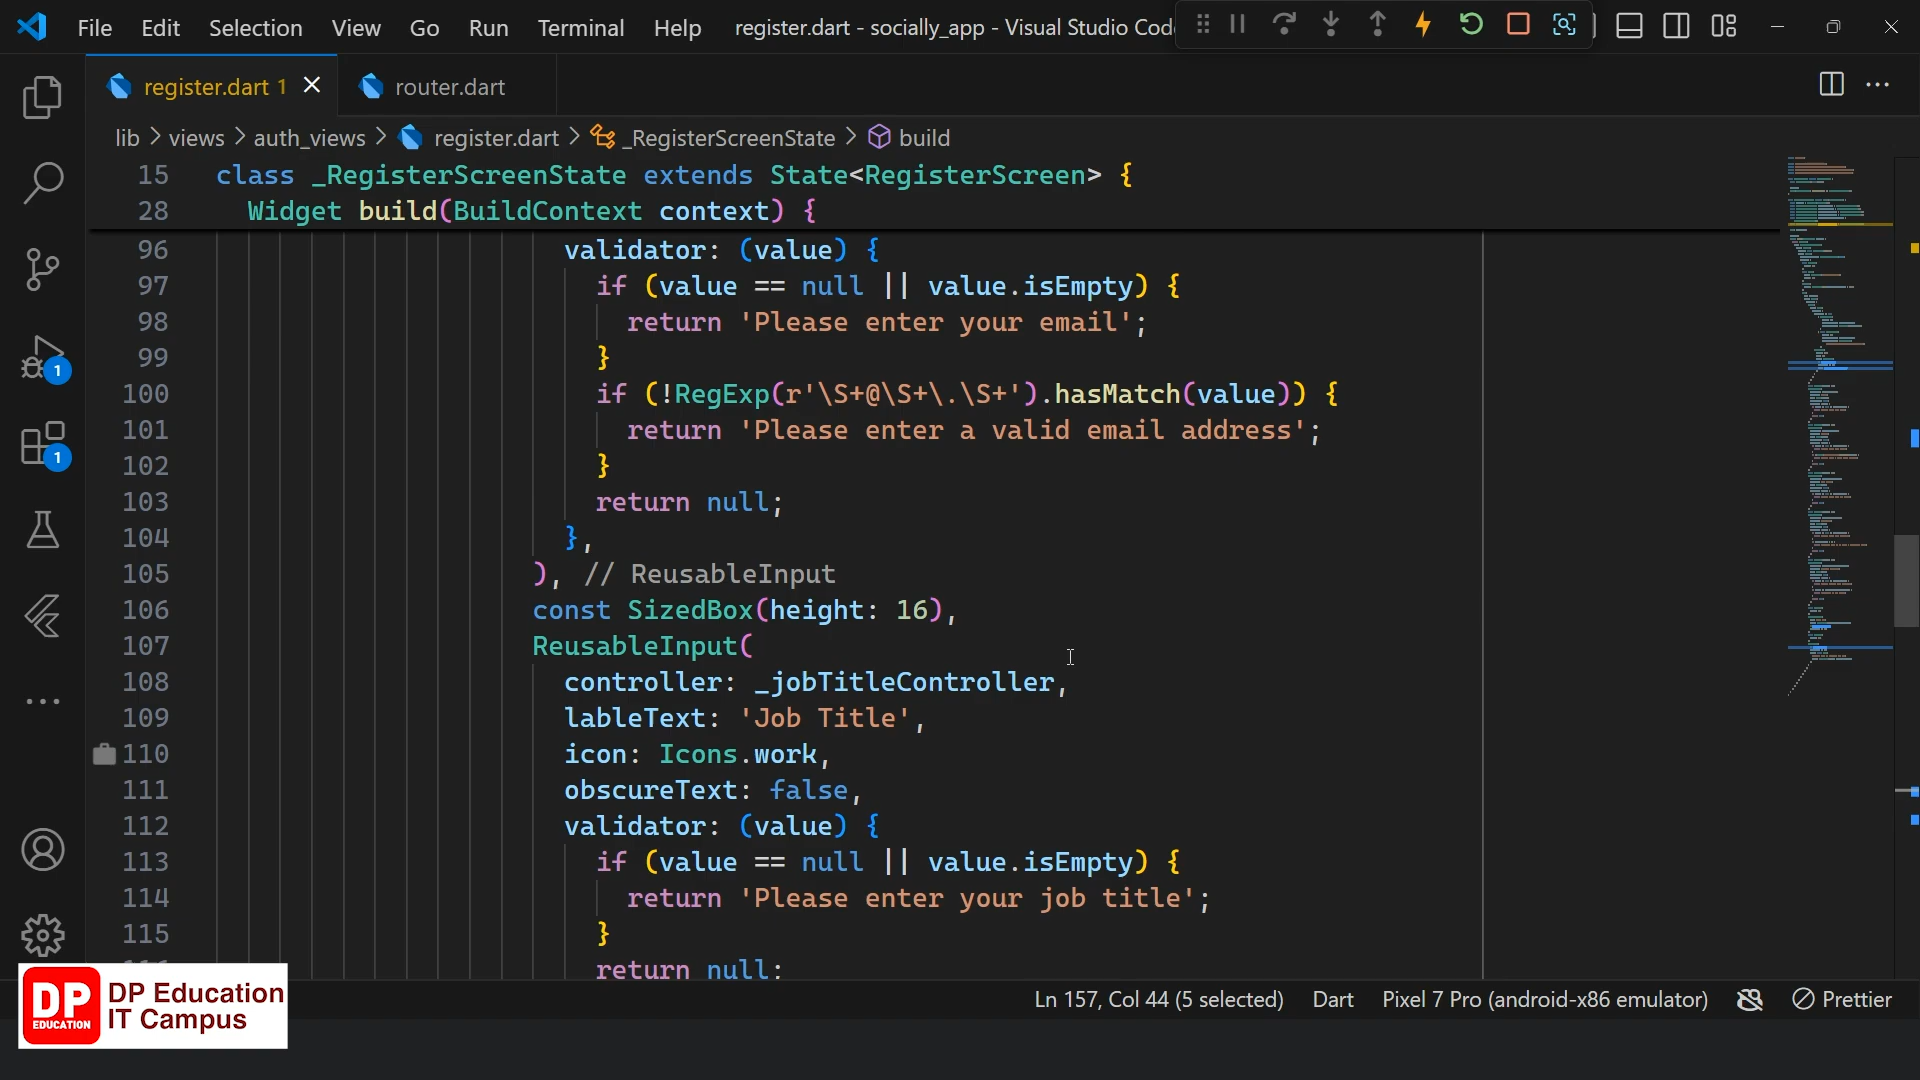 File Edit Selection View Go Run Terminal Help register.dart - socially_app - Visual Studio Code
register.dart 1 router.dart
lib > views > auth_views > register.dart > _RegisterScreenState > build
15 class _RegisterScreenState extends State<RegisterScreen> {
28 Widget build(BuildContext context) {
96 validator: (value) {
97 if (value == null || value.isEmpty) {
98 return 'Please enter your email';
99 }
100 if (!RegExp(r'\S+@\S+\.\S+').hasMatch(value)) {
101 return 'Please enter a valid email address';
102 }
103 return null;
104 },
105 ), // ReusableInput
106 const SizedBox(height: 16),
107 ReusableInput(
108 controller: _jobTitleController,
109 lableText: 'Job Title',
110 icon: Icons.work,
111 obscureText: false,
112 validator: (value) {
113 if (value == null || value.isEmpty) {
114 return 'Please enter your job title';
115 }
return null;
1
1
DP EDUCATION
DP Education
IT Campus
Ln 157, Col 44 (5 selected) Dart Pixel 7 Pro (android-x86 emulator) Prettier